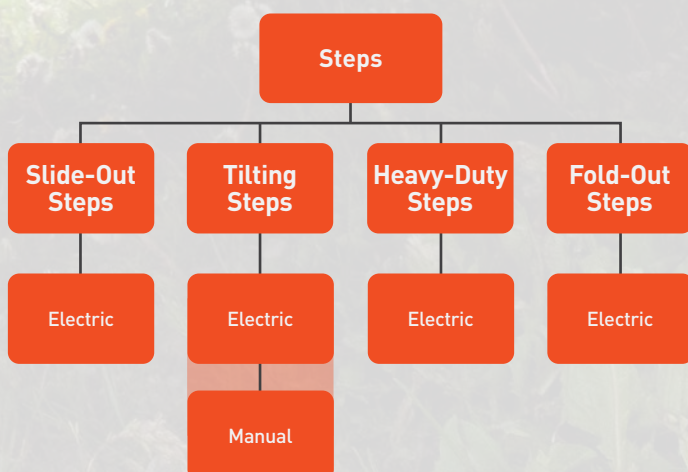 Steps
Slide-Out
Steps
Tilting
Steps
Heavy-Duty
Steps
Fold-Out
Steps
Electric
Electric
Electric
Electric
Manual